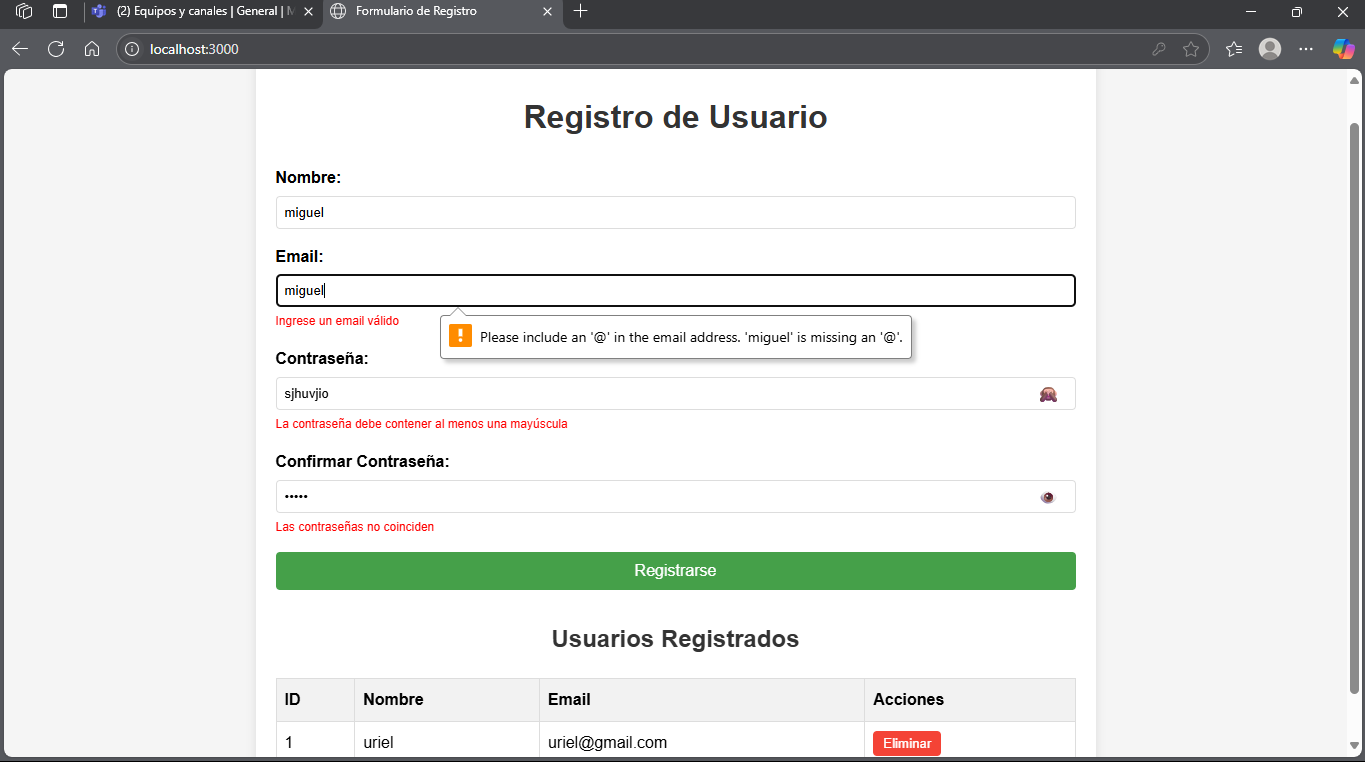 (2) Equipos y canales | General |
Formulario de Registro
localhost:3000
Registro de Usuario
Nombre:
miguel
Email:
miguel
Ingrese un email válido
Please include an '@' in the email address. 'miguel' is missing an '@'.
Contraseña:
sjhuvjio
La contraseña debe contener al menos una mayúscula
Confirmar Contraseña:
•••••
Las contraseñas no coinciden
Registrarse
Usuarios Registrados
ID Nombre Email Acciones
1 uriel uriel@gmail.com Eliminar